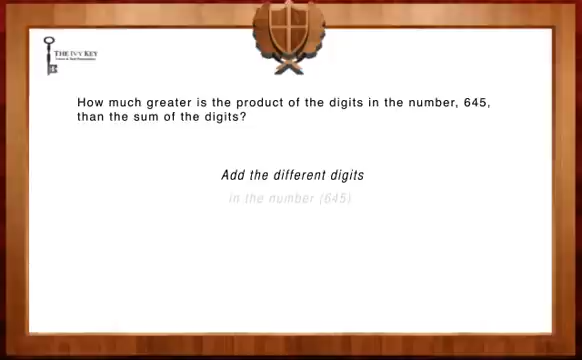 THE IVY KEY
How much greater is the product of the digits in the number, 645,
than the sum of the digits?
Add the different digits
in the number (645)